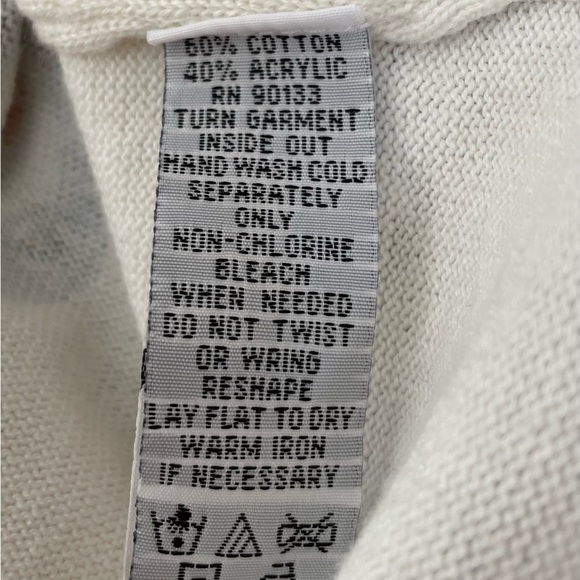 60% COTTON
40% ACRYLIC
RN 90133
TURN GARMENT
INSIDE OUT
HAND WASH COLD
SEPARATELY
ONLY
NON-CHLORINE
BLEACH
WHEN NEEDED
DO NOT TWIST
OR WRING
RESHAPE
LAY FLAT TO DRY
WARM IRON
IF NECESSARY